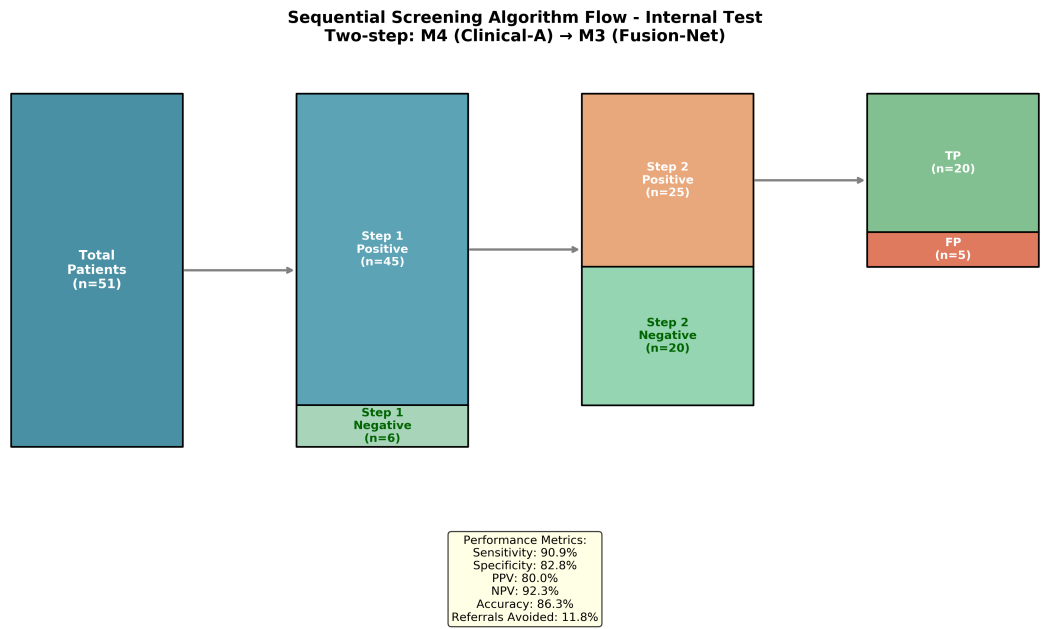 Sequential Screening Algorithm Flow - Internal Test
Two-step: M4 (Clinical-A) → M3 (Fusion-Net)
Total
Patients
(n=51)
Step 1
Positive
(n=45)
Step 1
Negative
(n=6)
Step 2
Positive
(n=25)
Step 2
Negative
(n=20)
TP
(n=20)
FP
(n=5)
Performance Metrics:
Sensitivity: 90.9%
Specificity: 82.8%
PPV: 80.0%
NPV: 92.3%
Accuracy: 86.3%
Referrals Avoided: 11.8%